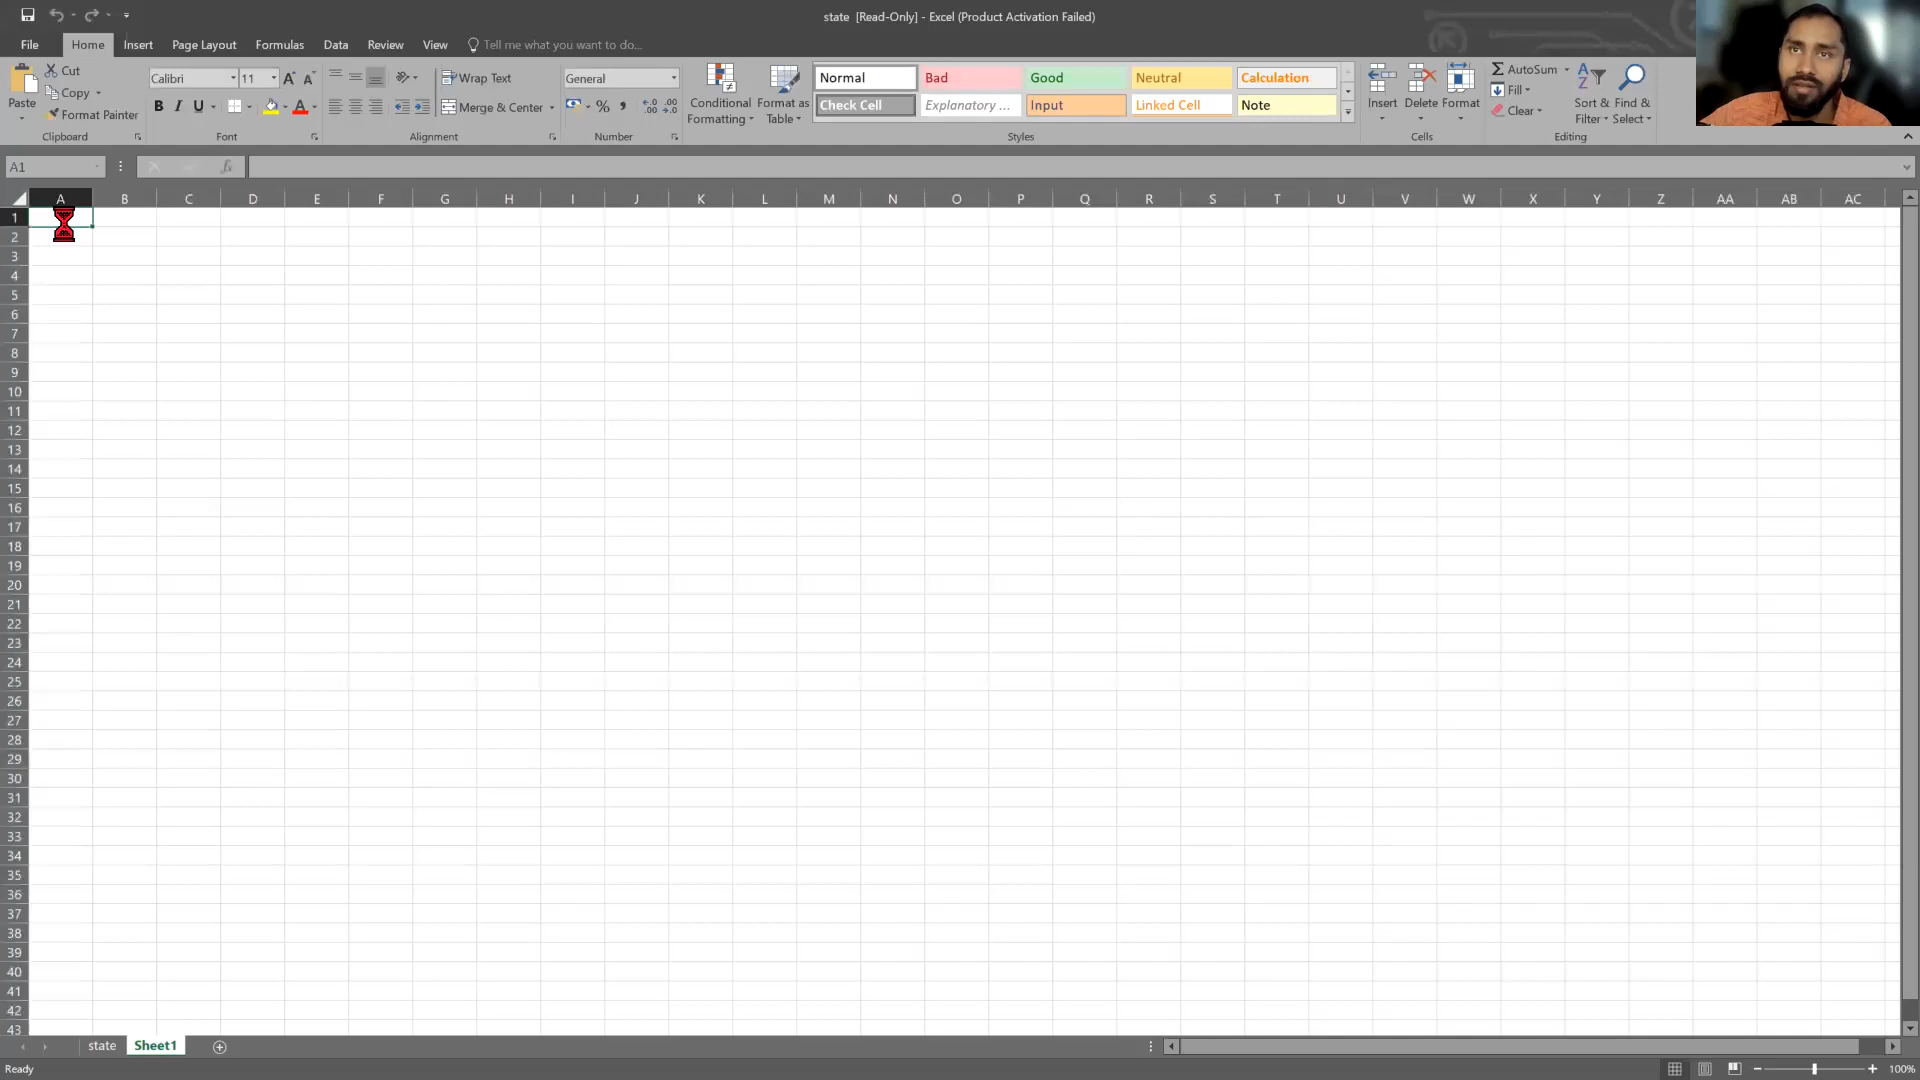 state [Read-Only] - Excel (Product Activation Failed)
File Home Insert Page Layout Formulas Data Review View Tell me what you want to do...
Paste Cut Copy Format Painter Clipboard
Calibri 11 A A B I U A Font
Wrap Text Merge & Center Alignment
General % , .0 .00 .00 .0 Number
Conditional Formatting Format as Table
Normal Bad Good Neutral Calculation
Check Cell Explanatory ... Input Linked Cell Note
Styles
Insert Delete Format Cells
AutoSum Fill Clear Sort & Filter Find & Select Editing
A1 fx
A B C D E F G H I J K L M N O P Q R S T U V W X Y Z AA AB AC
1
2
3
4
5
6
7
8
9
10
11
12
13
14
15
16
17
18
19
20
21
22
23
24
25
26
27
28
29
30
31
32
33
34
35
36
37
38
39
40
41
42
43
state Sheet1
Ready 100%